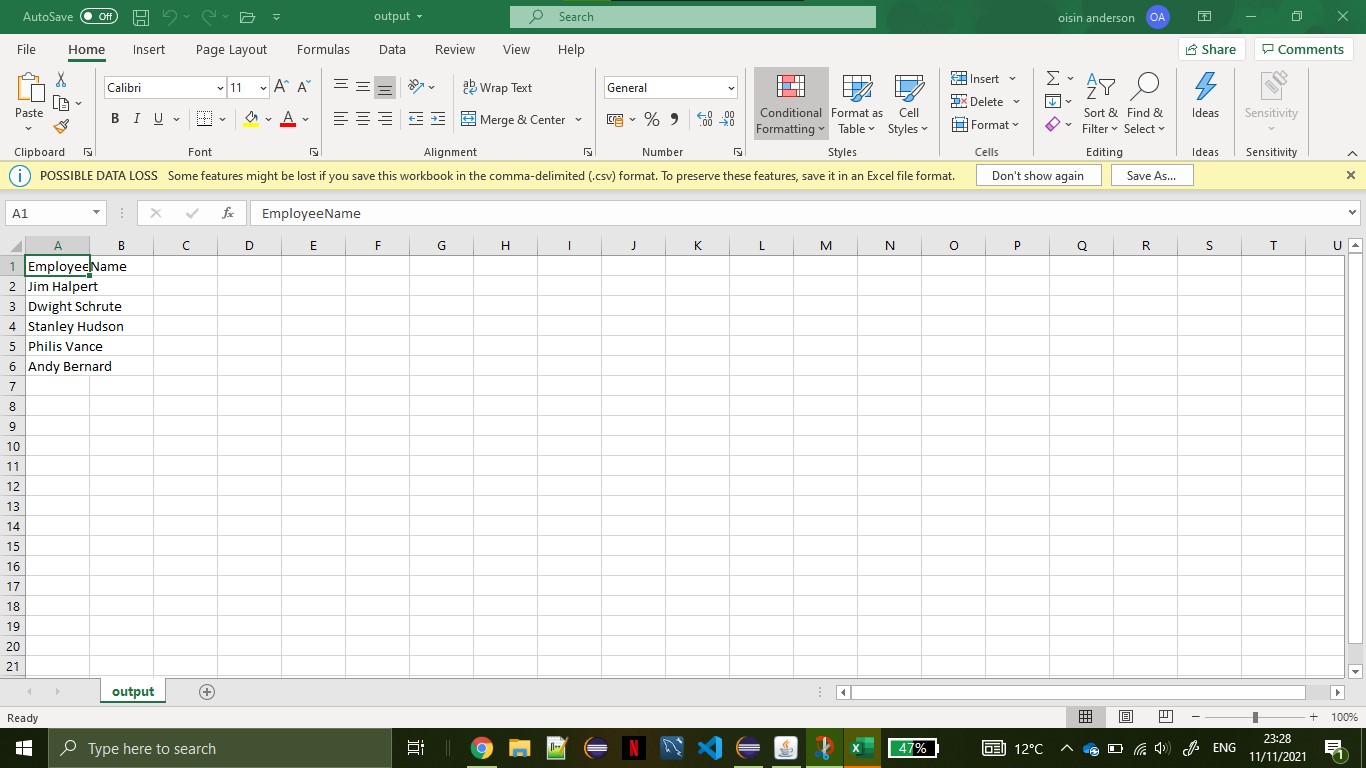 AutoSave Off output Search oisin anderson OA
File Home Insert Page Layout Formulas Data Review View Help Share Comments
Calibri 11 A A ab Wrap Text General Insert Σ A
Z
Paste B I U A Merge & Center % Conditional Formatting Format as Table Cell Styles Delete Sort & Filter Find & Select Ideas Sensitivity
Format
Clipboard Font Alignment Number Styles Cells Editing Ideas Sensitivity
POSSIBLE DATA LOSS Some features might be lost if you save this workbook in the comma-delimited (.csv) format. To preserve these features, save it in an Excel file format. Don't show again Save As...
A1 fx EmployeeName
A B C D E F G H I J K L M N O P Q R S T U
1 EmployeeName
2 Jim Halpert
3 Dwight Schrute
4 Stanley Hudson
5 Philis Vance
6 Andy Bernard
7
8
9
10
11
12
13
14
15
16
17
18
19
20
21
output
Ready 100%
Type here to search N 47% 12°C ENG 23:28
11/11/2021 1